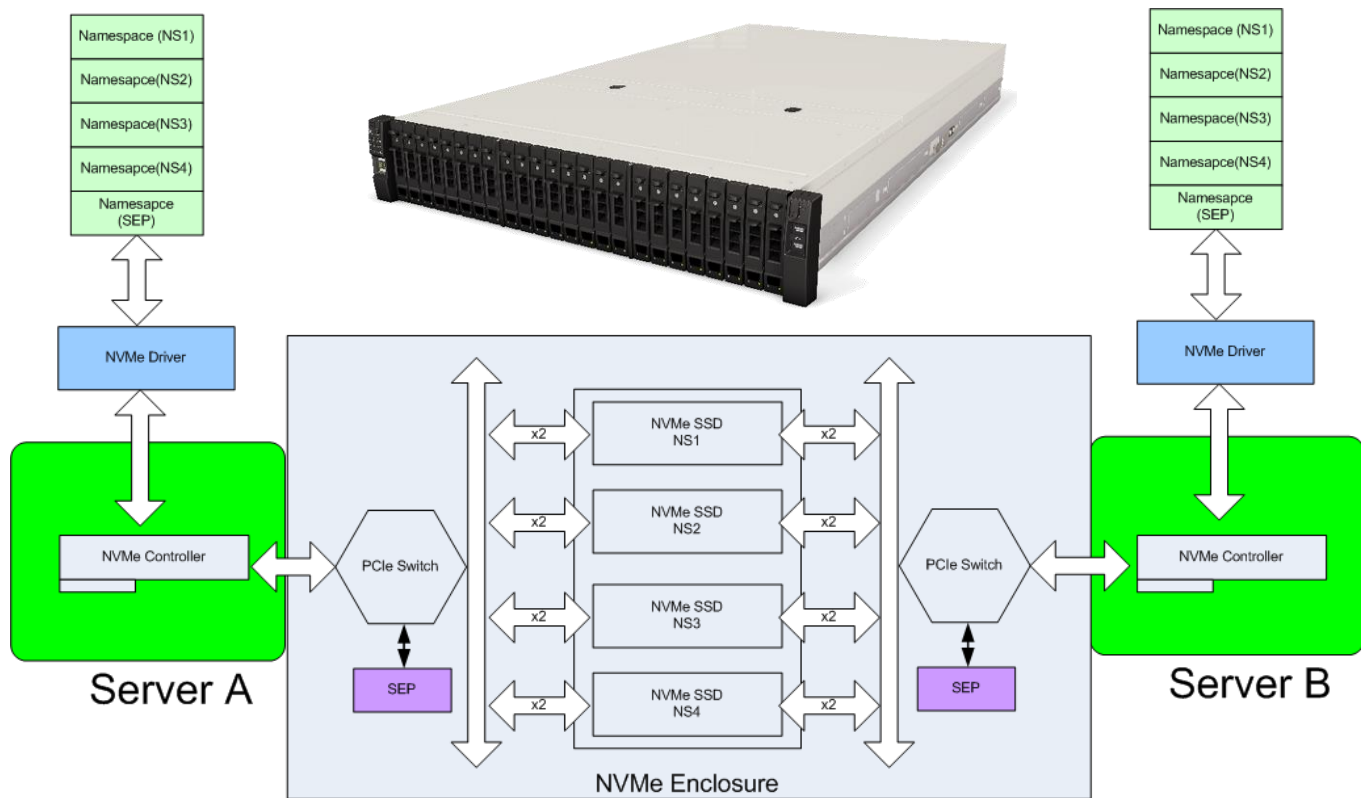 Namespace (NS1)
Namesapce(NS2)
Namespace(NS3)
Namesapce(NS4)
Namesapce
(SEP)
NVMe Driver
NVMe Controller
Server A
PCIe Switch
SEP
x2
x2
x2
x2
NVMe SSD
NS1
NVMe SSD
NS2
NVMe SSD
NS3
NVMe SSD
NS4
x2
x2
x2
x2
PCIe Switch
SEP
NVMe Enclosure
Namespace (NS1)
Namesapce(NS2)
Namespace(NS3)
Namesapce(NS4)
Namesapce
(SEP)
NVMe Driver
NVMe Controller
Server B